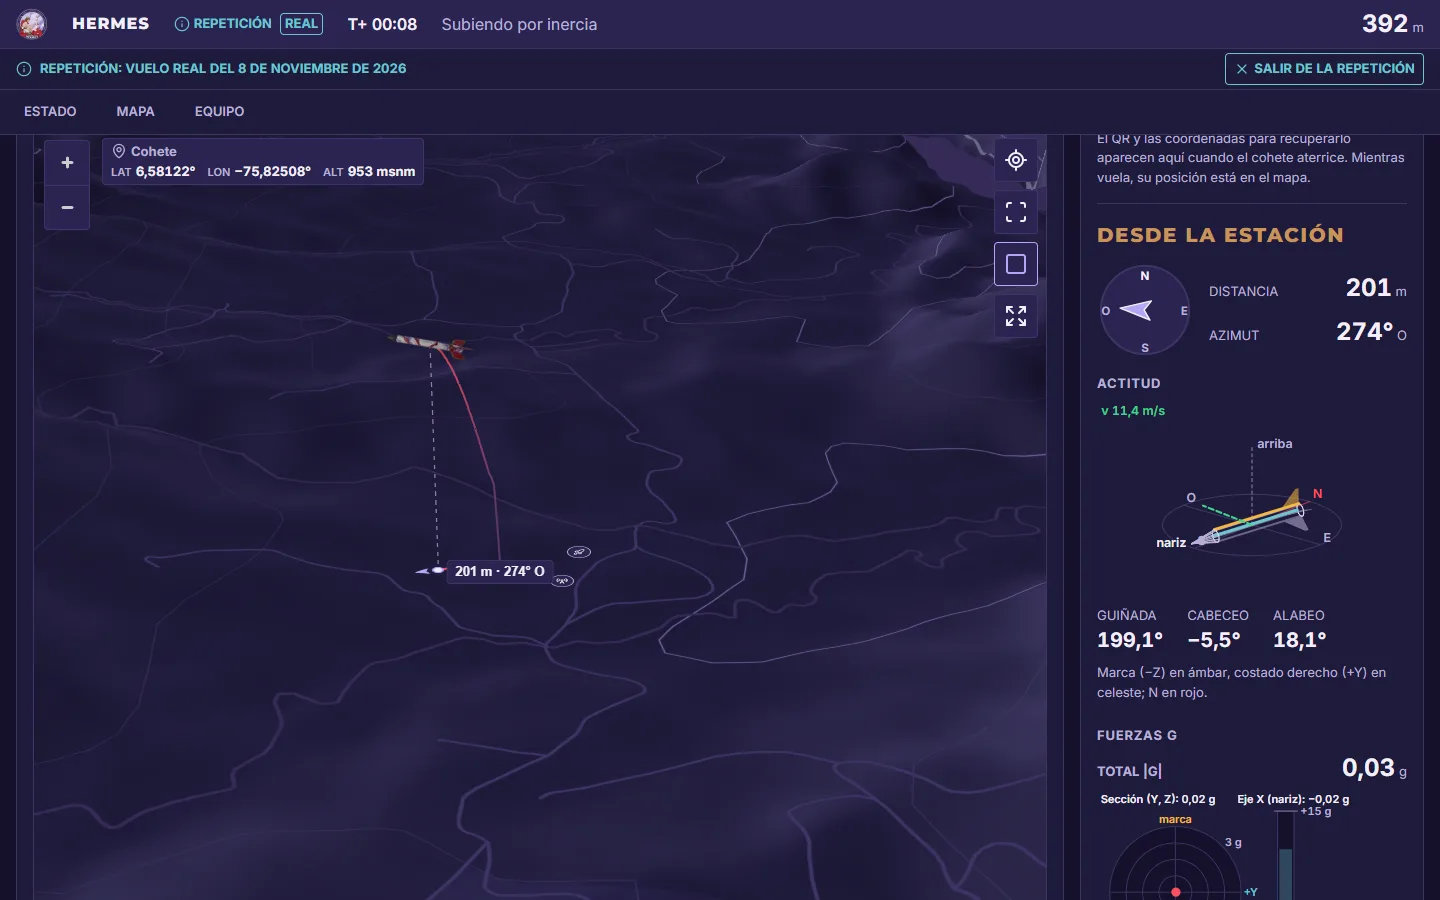 HERMES
REPETICIÓN REAL
T+ 00:08
Subiendo por inercia
392 m
REPETICIÓN: VUELO REAL DEL 8 DE NOVIEMBRE DE 2026
SALIR DE LA REPETICIÓN
ESTADO
MAPA
EQUIPO
+
−
Cohete
LAT 6,58122° LON −75,82508° ALT 953 msnm
201 m · 274° O
El QR y las coordenadas para recuperarlo
aparecen aquí cuando el cohete aterrice. Mientras
vuela, su posición está en el mapa.
DESDE LA ESTACIÓN
N
O
E
S
DISTANCIA
201 m
AZIMUT
274° O
ACTITUD
v 11,4 m/s
arriba
O
N
nariz
E
GUIÑADA
CABECEO
ALABEO
199,1°
−5,5°
18,1°
Marca (−Z) en ámbar, costado derecho (+Y) en
celeste; N en rojo.
FUERZAS G
TOTAL |G|
0,03 g
Sección (Y, Z): 0,02 g
Eje X (nariz): −0,02 g
+15 g
marca
3 g
+Y